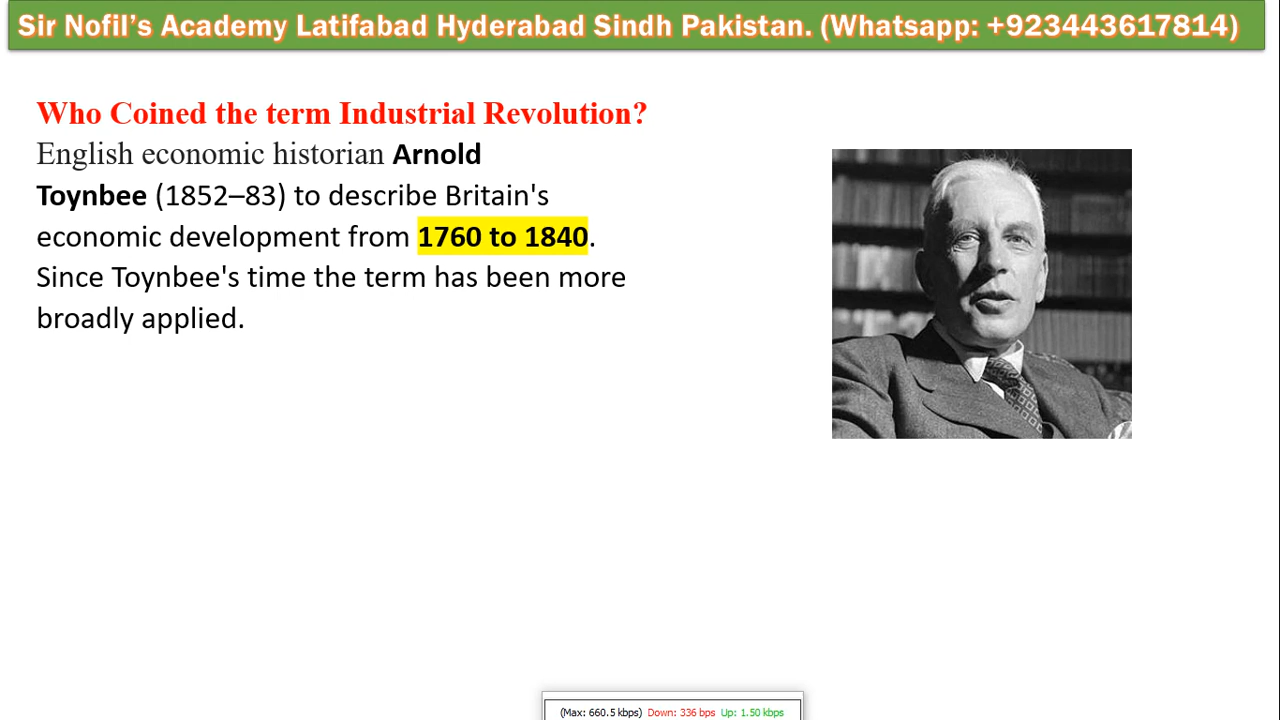 Sir Nofil’s Academy Latifabad Hyderabad Sindh Pakistan. (Whatsapp: +923443617814)
Who Coined the term Industrial Revolution?
English economic historian Arnold
Toynbee (1852–83) to describe Britain's
economic development from 1760 to 1840.
Since Toynbee's time the term has been more
broadly applied.
(Max: 660.5 kbps) Down: 336 bps Up: 1.50 kbps